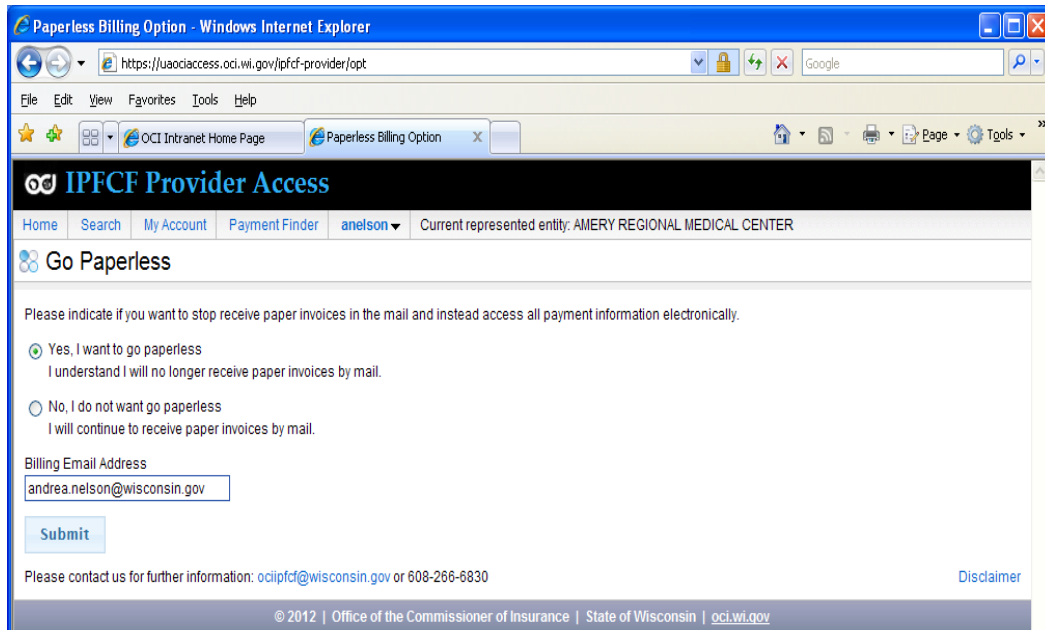 Paperless Billing Option - Windows Internet Explorer
https://uaociaccess.oci.wi.gov/ipfcf-provider/opt
Google
File Edit View Favorites Tools Help
OCI Intranet Home Page
Paperless Billing Option X
Page Tools »
OCI IPFCF Provider Access
Home Search My Account Payment Finder anelson Current represented entity: AMERY REGIONAL MEDICAL CENTER
Go Paperless
Please indicate if you want to stop receive paper invoices in the mail and instead access all payment information electronically.
Yes, I want to go paperless
I understand I will no longer receive paper invoices by mail.
No, I do not want go paperless
I will continue to receive paper invoices by mail.
Billing Email Address
andrea.nelson@wisconsin.gov
Submit
Please contact us for further information: ociipfcf@wisconsin.gov or 608-266-6830
Disclaimer
© 2012 | Office of the Commissioner of Insurance | State of Wisconsin | oci.wi.gov